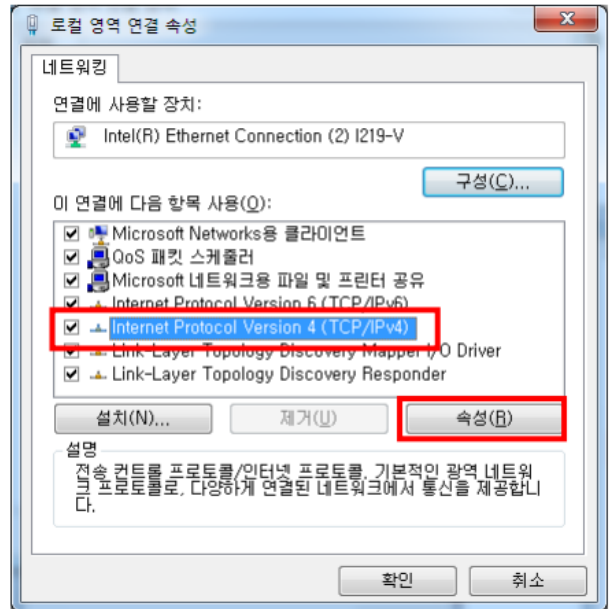 로컬 영역 연결 속성
네트워킹
연결에 사용할 장치:
Intel(R) Ethernet Connection (2) I219-V
구성(C)...
이 연결에 다음 항목 사용(O):
Microsoft Networks용 클라이언트
QoS 패킷 스케줄러
Microsoft 네트워크용 파일 및 프린터 공유
Internet Protocol Version 6 (TCP/IPv6)
Internet Protocol Version 4 (TCP/IPv4)
Link-Layer Topology Discovery Mapper I/O Driver
Link-Layer Topology Discovery Responder
설치(N)... 제거(U) 속성(R)
설명
전송 컨트롤 프로토콜/인터넷 프로토콜. 기본적인 광역 네트워
크 프로토콜로, 다양하게 연결된 네트워크에서 통신을 제공합니
다.
확인 취소